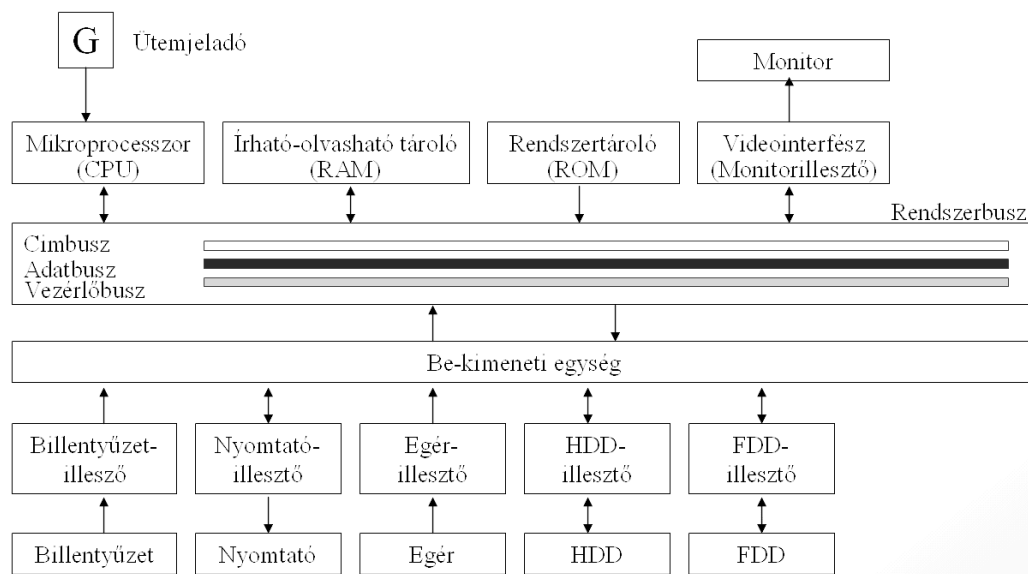 G
Ütemjeladó
Monitor
Mikroprocesszor
(CPU)
Írható-olvasható tároló
(RAM)
Rendszertároló
(ROM)
Videointerfész
(Monitorillesztő)
Rendszerbusz
Cimbusz
Adatbusz
Vezérlőbusz
Be-kimeneti egység
Billentyűzet-
illesző
Nyomtató-
illesztő
Egér-
illesztő
HDD-
illesztő
FDD-
illesztő
Billentyűzet
Nyomtató
Egér
HDD
FDD